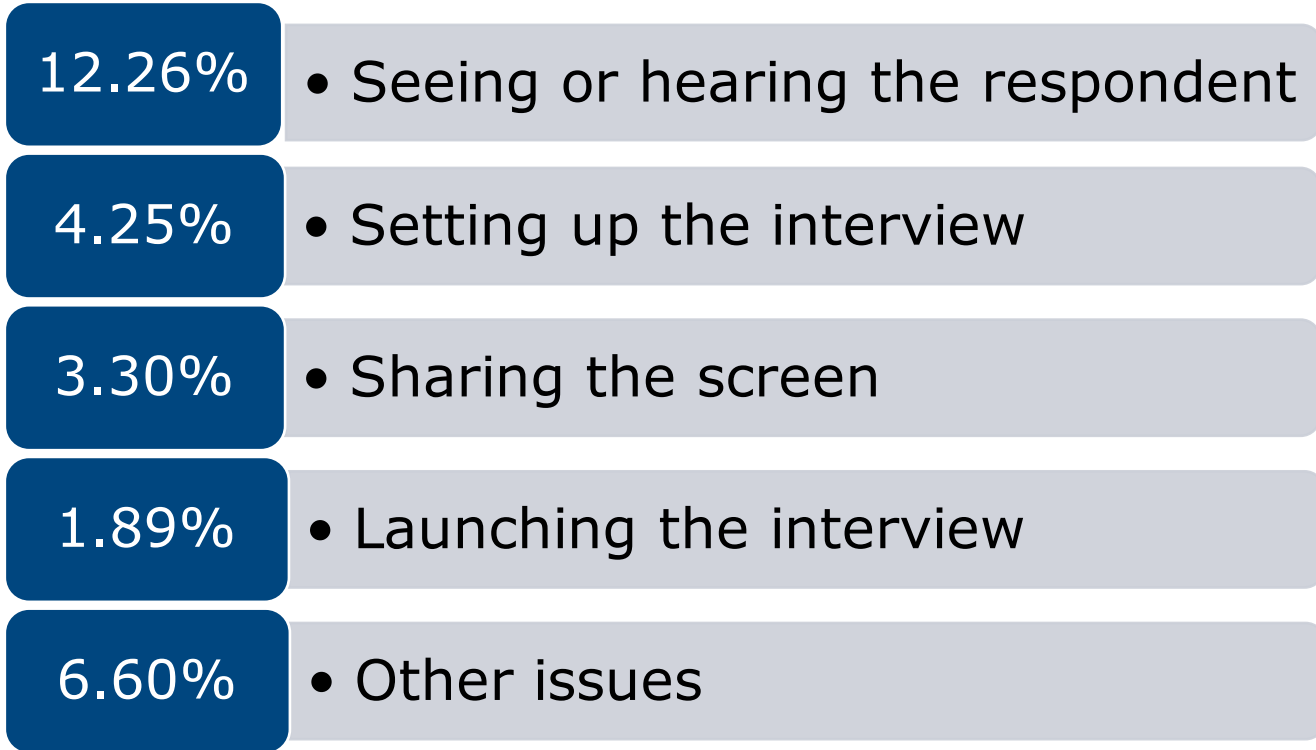 12.26% • Seeing or hearing the respondent
4.25% • Setting up the interview
3.30% • Sharing the screen
1.89% • Launching the interview
6.60% • Other issues